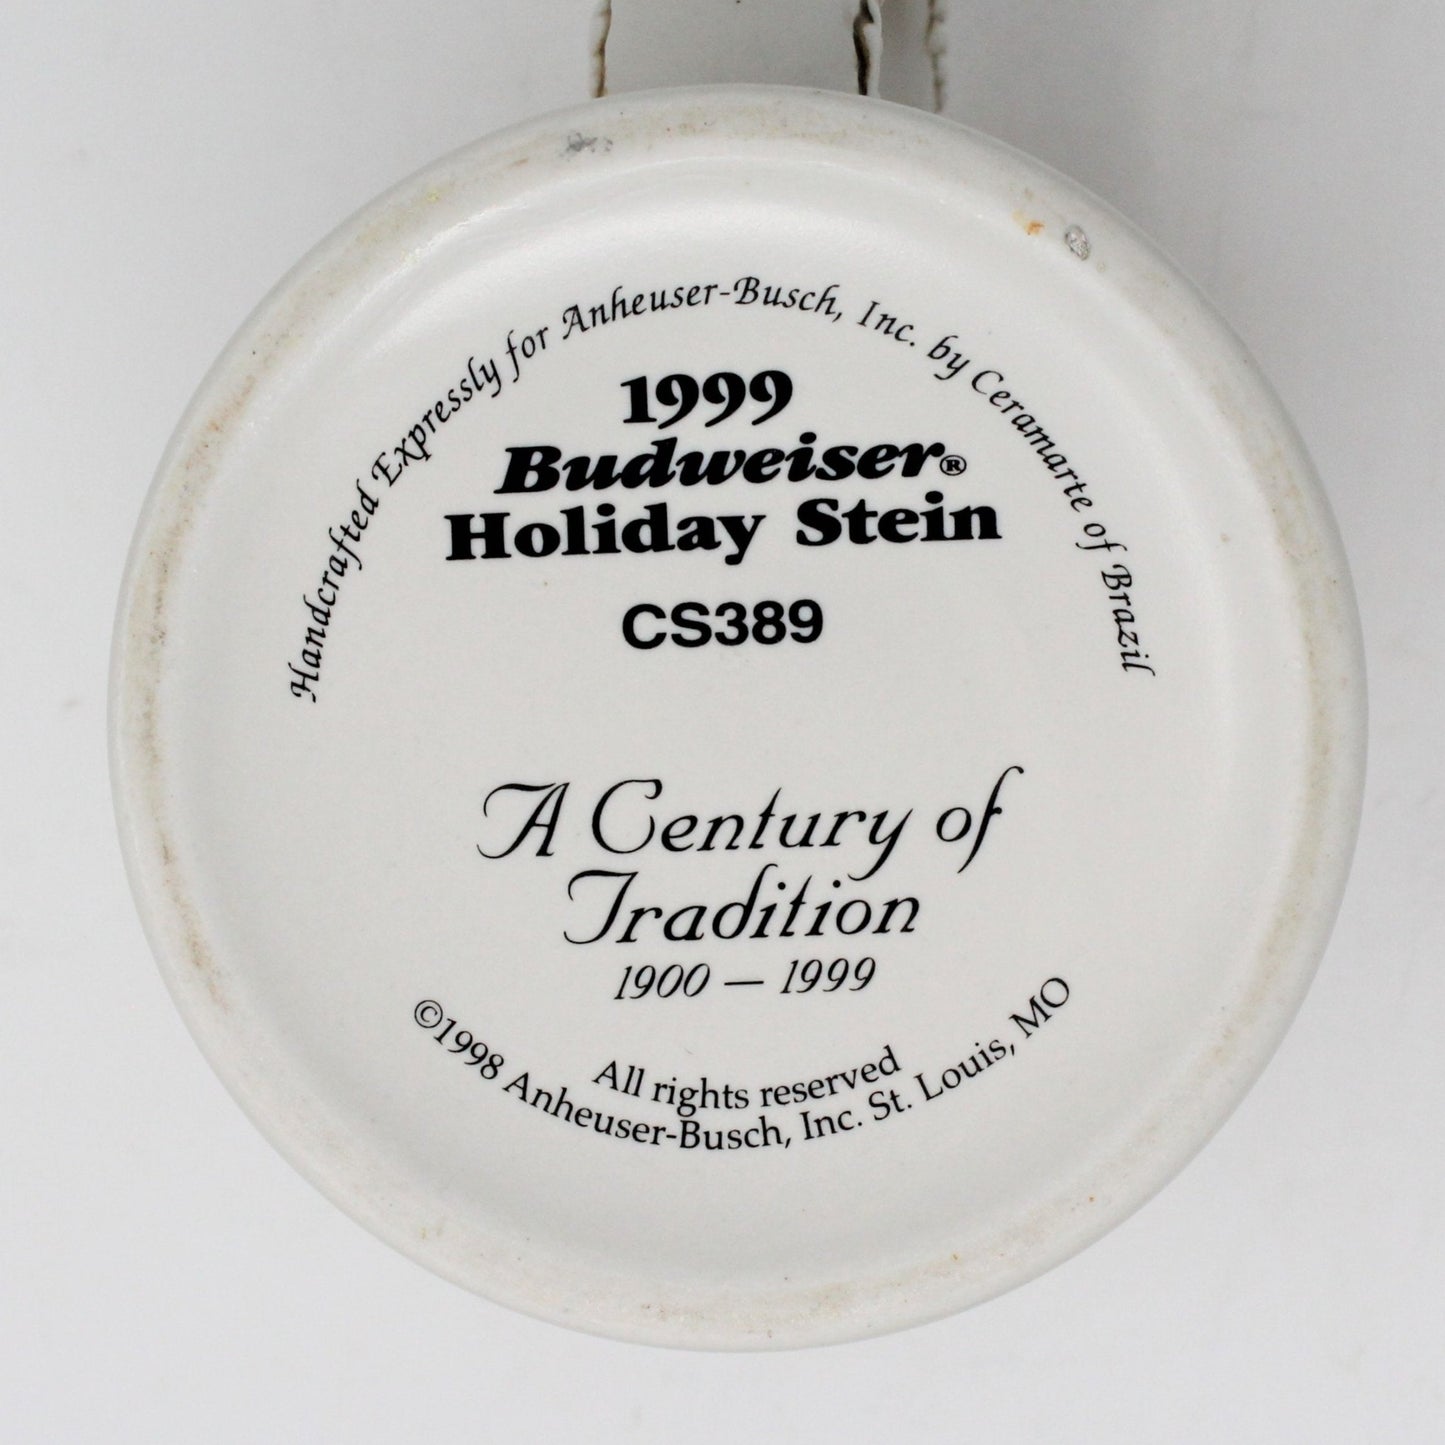 Handcrafted Expressly for Anheuser-Busch, Inc. by Ceramarte of Brazil
1999
Budweiser®
Holiday Stein
CS389
A Century of
Tradition
1900 — 1999
All rights reserved
©1998 Anheuser-Busch, Inc. St. Louis, MO